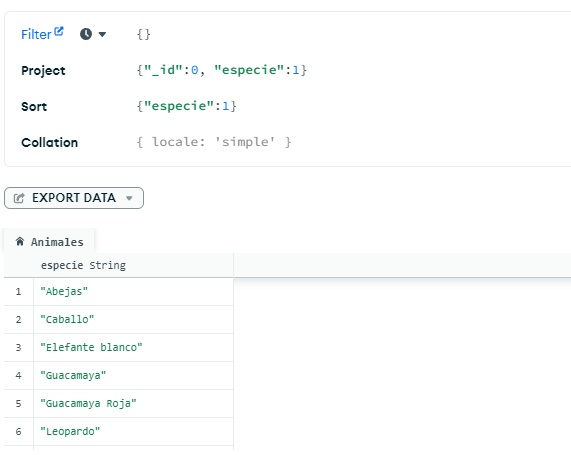 Filter {}
Project {"_id":0, "especie":1}
Sort {"especie":1}
Collation { locale: 'simple' }
EXPORT DATA
Animales
especie String
1 "Abejas"
2 "Caballo"
3 "Elefante blanco"
4 "Guacamaya"
5 "Guacamaya Roja"
6 "Leopardo"